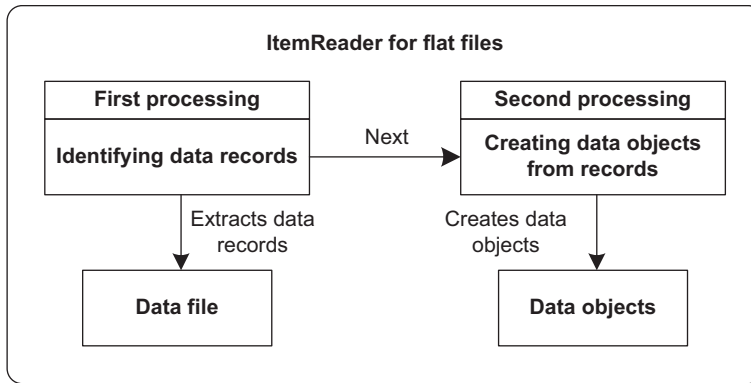 ItemReader for flat files
First processing
Identifying data records
Next
Second processing
Creating data objects
from records
Extracts data
records
Creates data
objects
Data file
Data objects